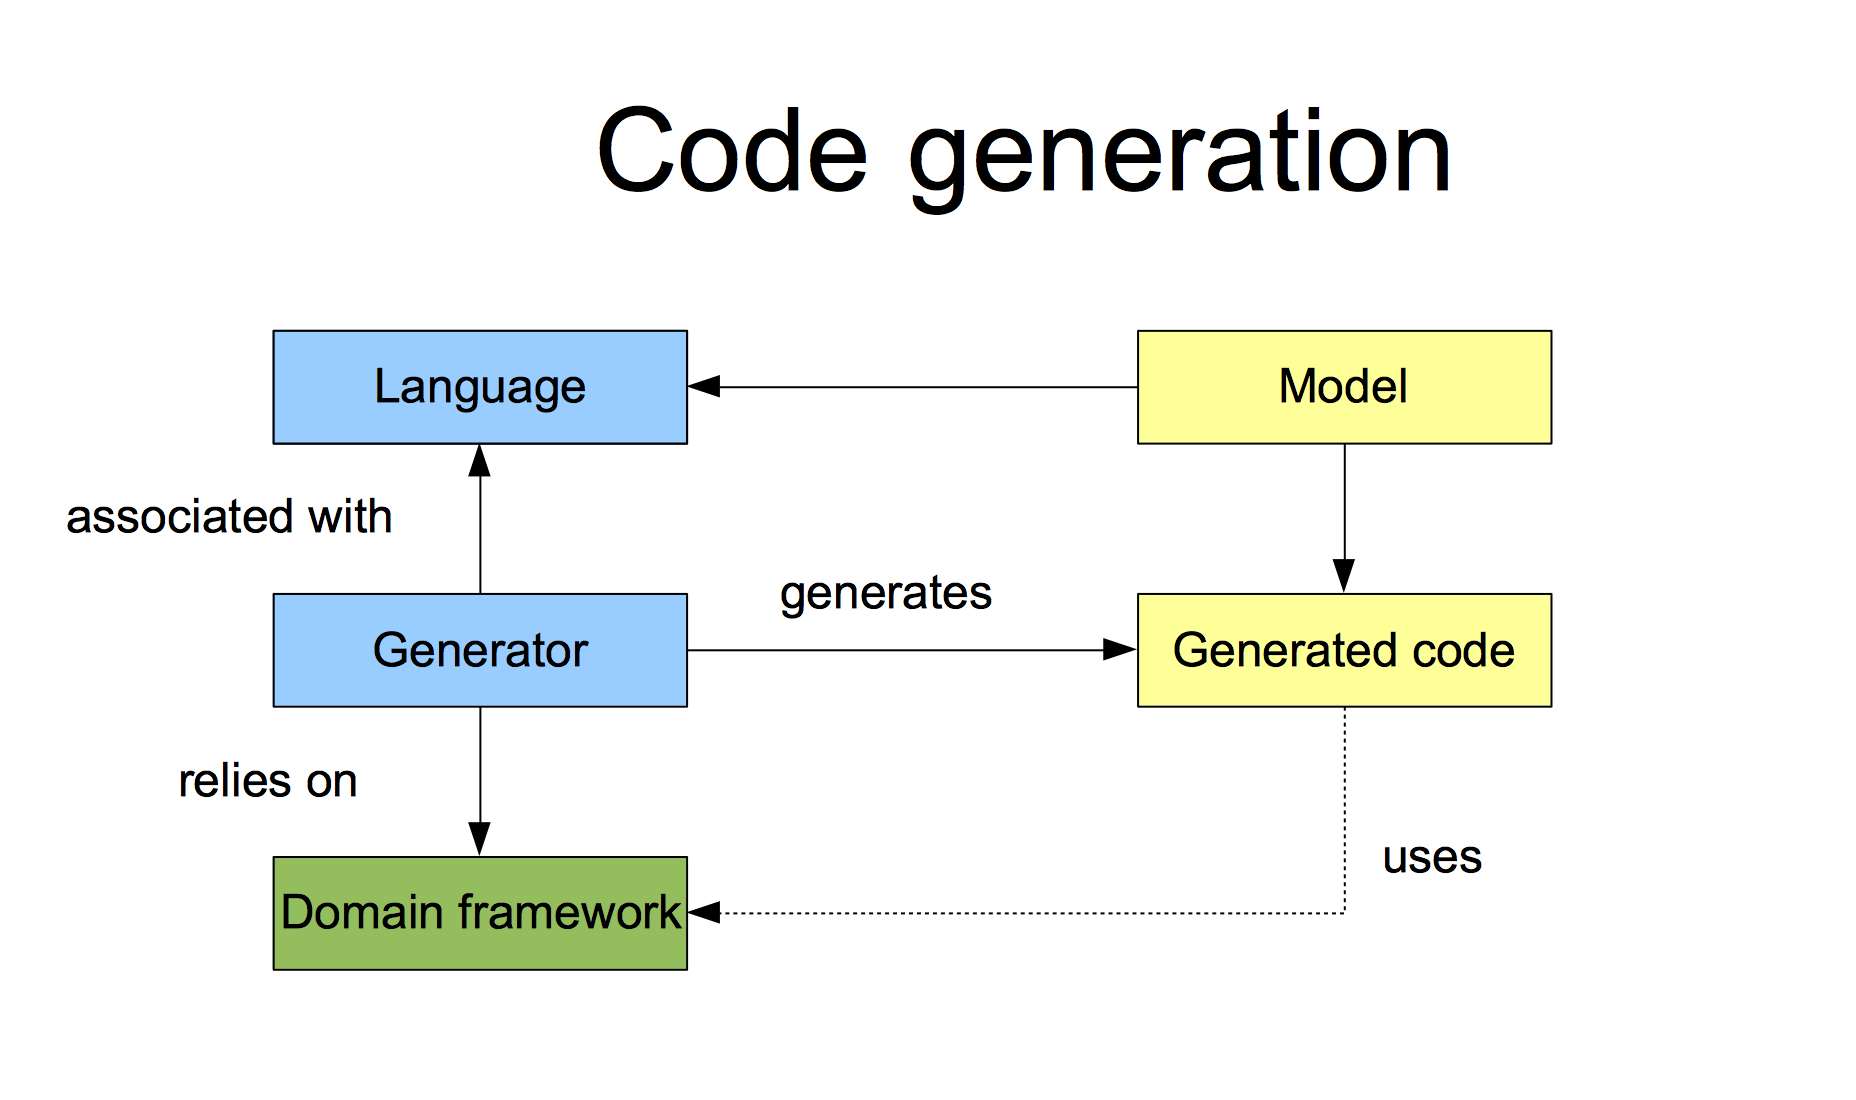 Code generation
Language
Model
associated with
generates
Generator
Generated code
relies on
uses
Domain framework